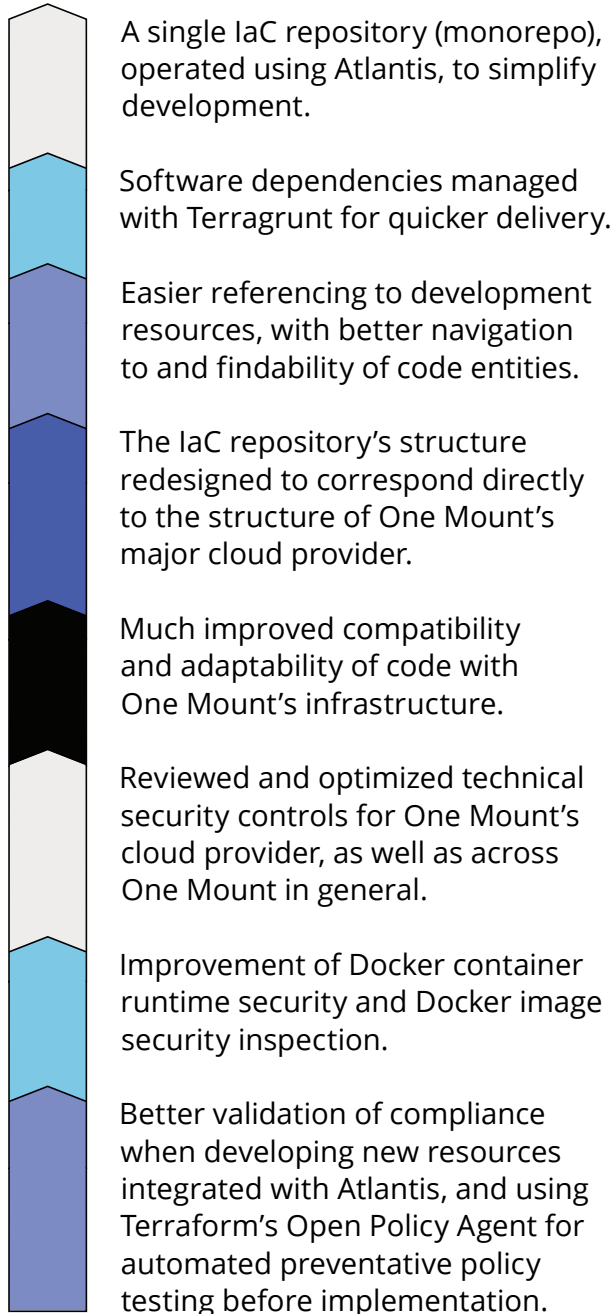 A single IaC repository (monorepo),
operated using Atlantis, to simplify
development.
Software dependencies managed
with Terragrunt for quicker delivery.
Easier referencing to development
resources, with better navigation
to and findability of code entities.
The IaC repository’s structure
redesigned to correspond directly
to the structure of One Mount’s
major cloud provider.
Much improved compatibility
and adaptability of code with
One Mount’s infrastructure.
Reviewed and optimized technical
security controls for One Mount’s
cloud provider, as well as across
One Mount in general.
Improvement of Docker container
runtime security and Docker image
security inspection.
Better validation of compliance
when developing new resources
integrated with Atlantis, and using
Terraform’s Open Policy Agent for
automated preventative policy
testing before implementation.